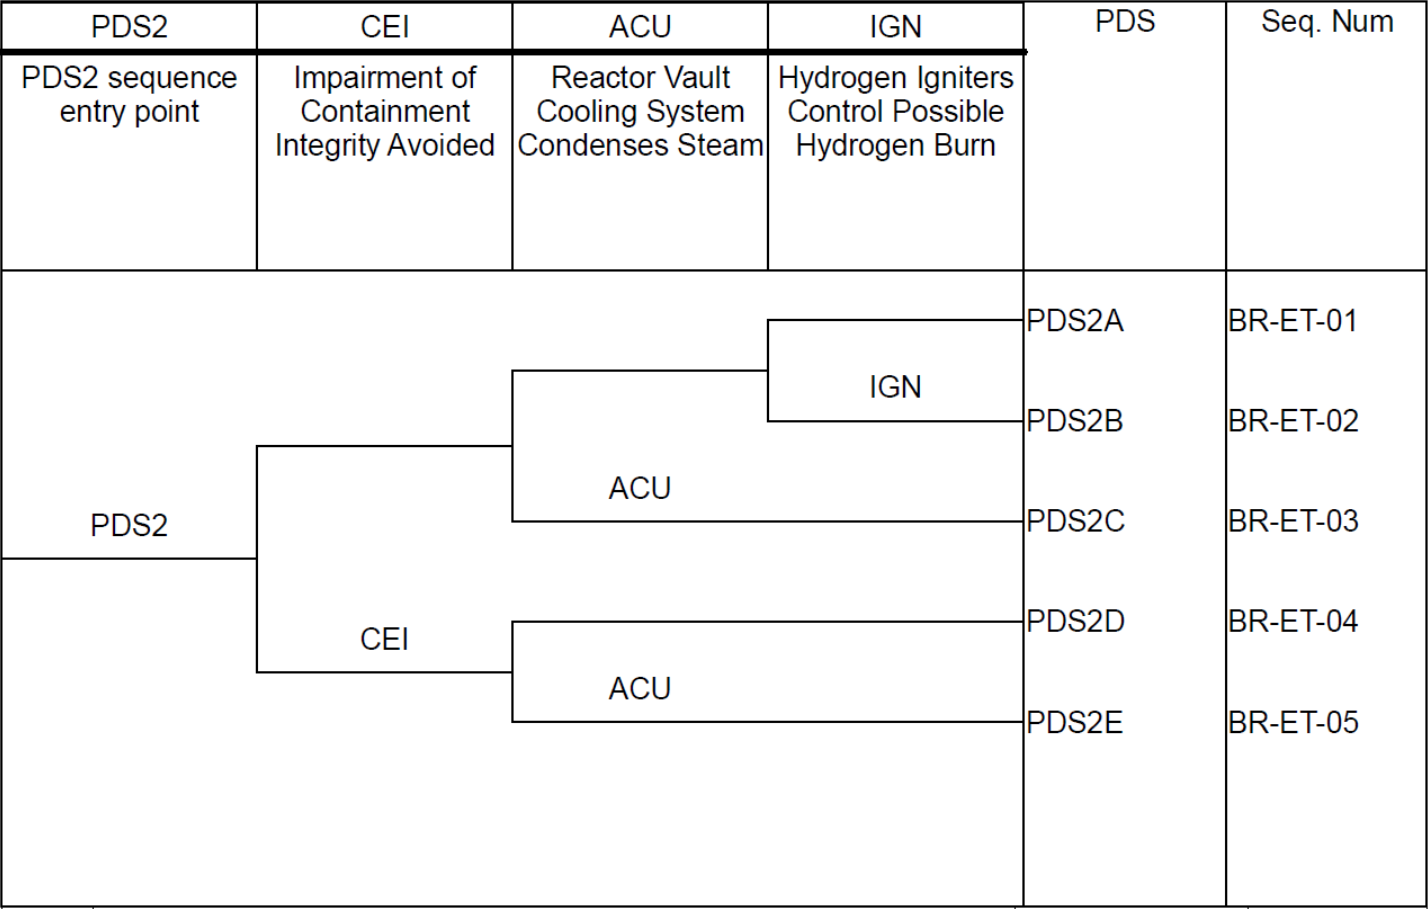 PDS2 CEI ACU IGN PDS Seq. Num
PDS2 sequence
entry point
Impairment of
Containment
Integrity Avoided
Reactor Vault
Cooling System
Condenses Steam
Hydrogen Igniters
Control Possible
Hydrogen Burn
PDS2A BR-ET-01
IGN
PDS2B BR-ET-02
ACU
PDS2 PDS2C BR-ET-03
PDS2D BR-ET-04
CEI
ACU
PDS2E BR-ET-05